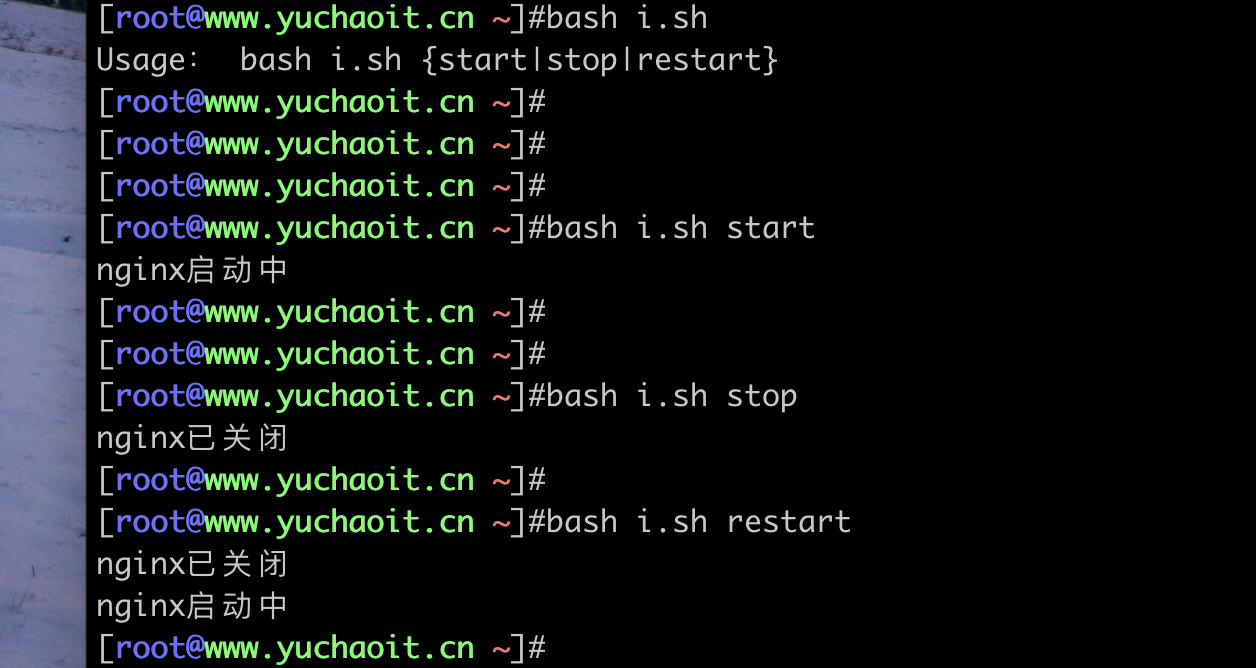 [root@www.yuchaoit.cn ~]#bash i.sh
Usage:  bash i.sh {start|stop|restart}
[root@www.yuchaoit.cn ~]#
[root@www.yuchaoit.cn ~]#
[root@www.yuchaoit.cn ~]#
[root@www.yuchaoit.cn ~]#bash i.sh start
nginx启动中
[root@www.yuchaoit.cn ~]#
[root@www.yuchaoit.cn ~]#
[root@www.yuchaoit.cn ~]#bash i.sh stop
nginx已关闭
[root@www.yuchaoit.cn ~]#
[root@www.yuchaoit.cn ~]#bash i.sh restart
nginx已关闭
nginx启动中
[root@www.yuchaoit.cn ~]#